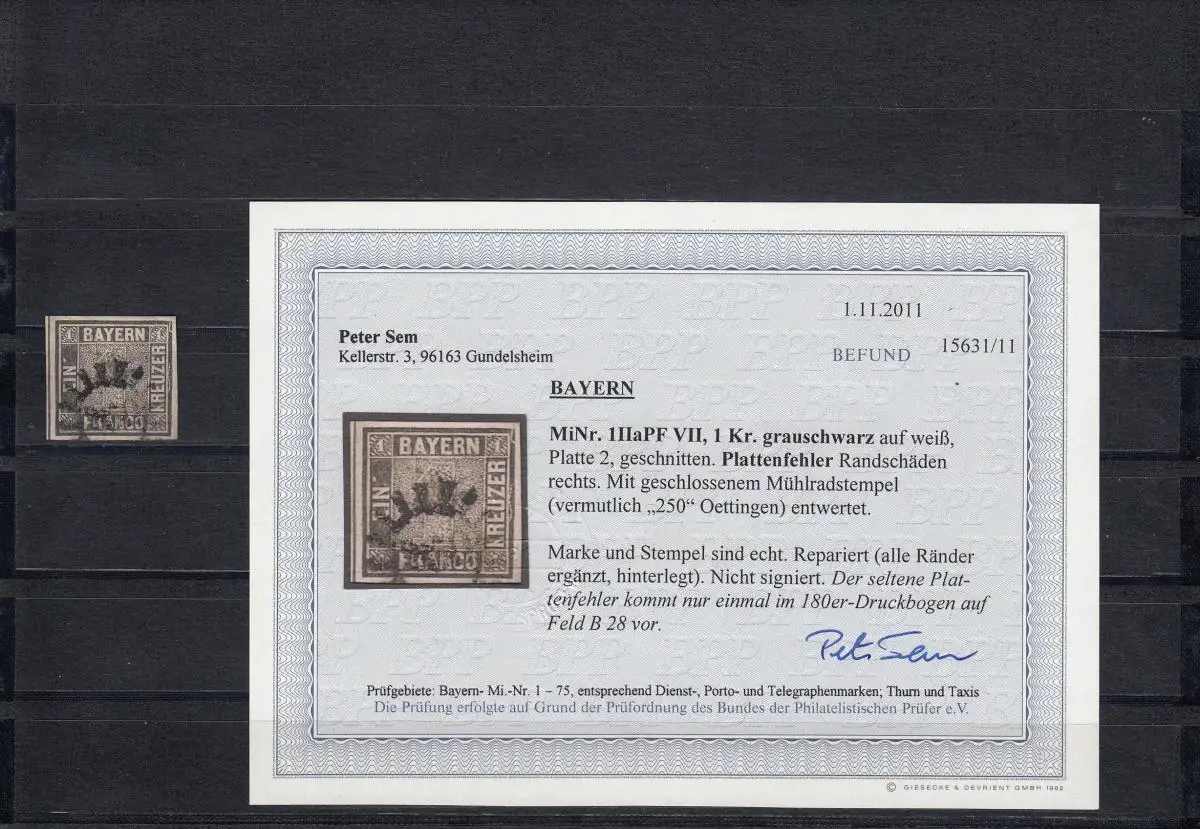 BAYERN
EIN
KREUZER
FRANCO
1.11.2011
Peter Sem
Kellerstr. 3, 96163 Gundelsheim
BEFUND 15631/11
BAYERN
MiNr. 1IIaPF VII, 1 Kr. grauschwarz auf weiß,
Platte 2, geschnitten. Plattenfehler Randschäden
rechts. Mit geschlossenem Mühlradstempel
(vermutlich „250“ Oettingen) entwertet.
BAYERN
EIN
KREUZER
FRANCO
Marke und Stempel sind echt. Repariert (alle Ränder
ergänzt, hinterlegt). Nicht signiert. Der seltene Plat-
tenfehler kommt nur einmal im 180er-Druckbogen auf
Feld B 28 vor.
Peter Sem
Prüfgebiete: Bayern- Mi.-Nr. 1 – 75, entsprechend Dienst-, Porto- und Telegraphenmarken; Thurn und Taxis
Die Prüfung erfolgte auf Grund der Prüfordnung des Bundes der Philatelistischen Prüfer e.V.
© GIESECKE & DEVRIENT GMBH 1992